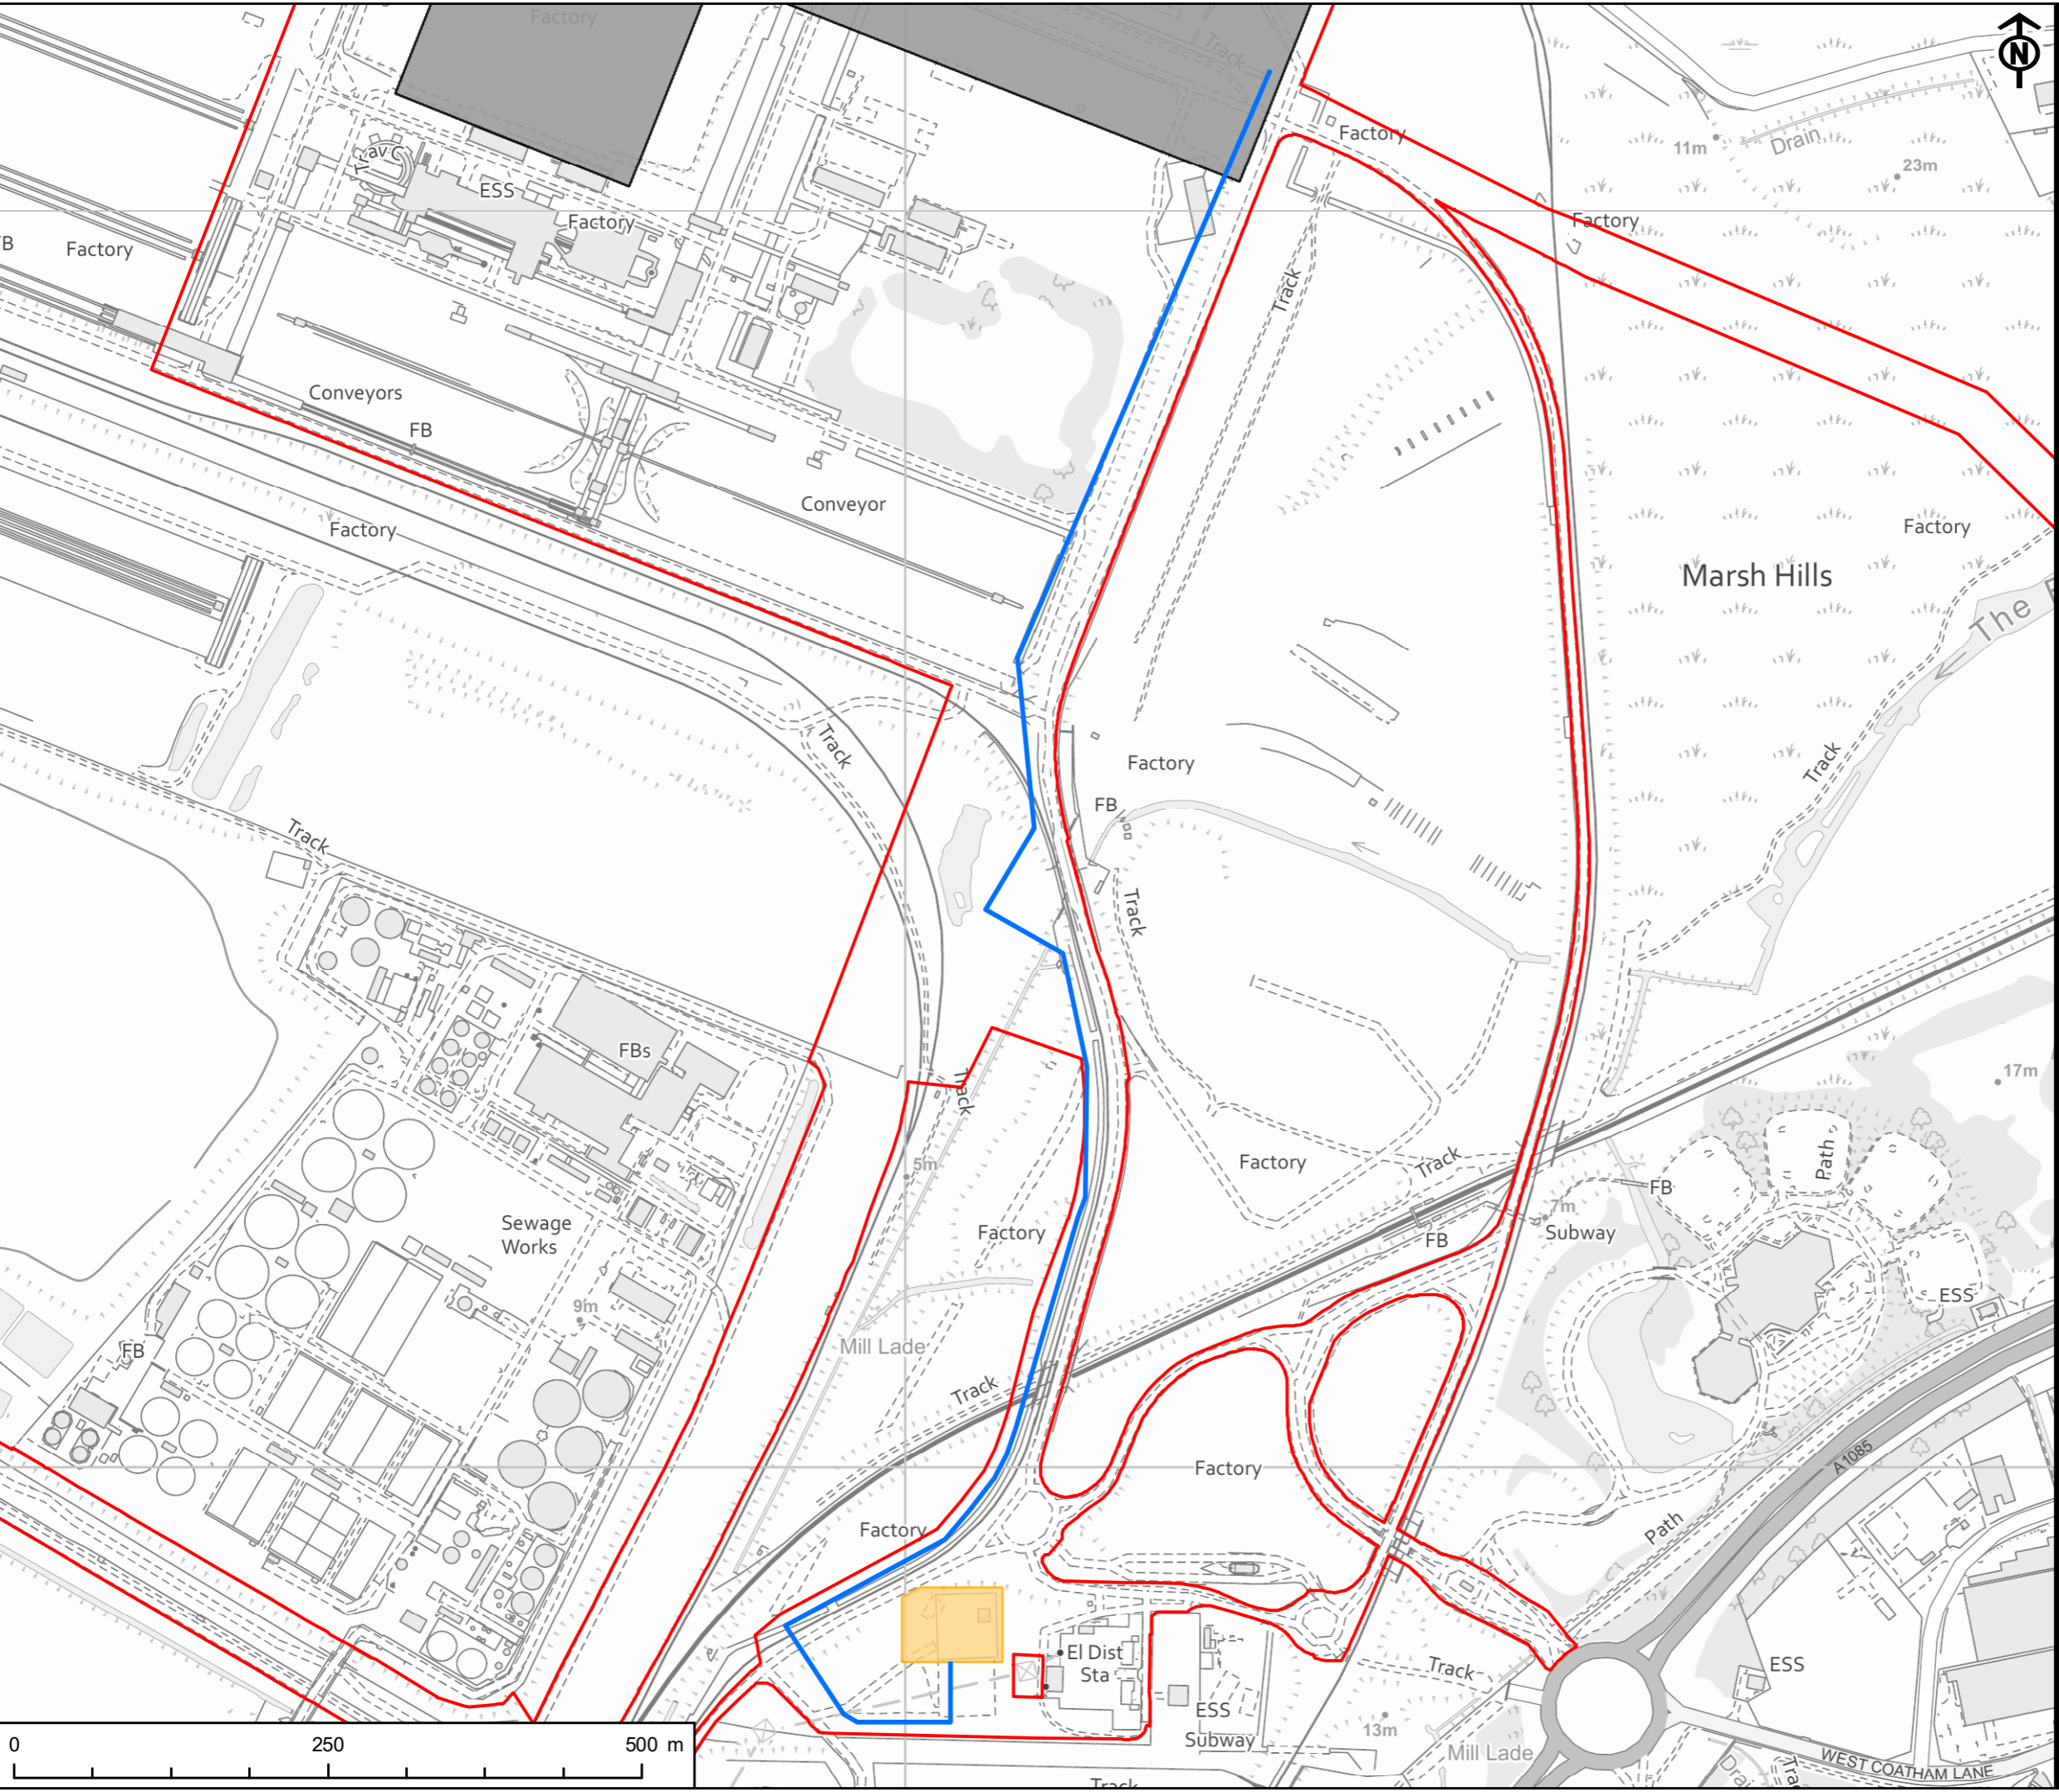 Factory
Track
N
Factory
Drain
11m
23m
Trav C
ESS
Factory
Factory
Factory
Track
Conveyors
FB
Conveyor
Factory
Factory
Marsh Hills
The
Track
Factory
Track
FB
Track
Track
FBs
17m
Track
5m
Factory
Track
Path
FB
7m
Subway
FB
Factory
Sewage
Works
9m
ESS
Mill Lade
FB
Track
A1085
Factory
Factory
Path
El Dist
Sta
Track
ESS
ESS
Subway
13m
Mill Lade
WEST COATHAM LANE
Drain
Track
0 250 500 m